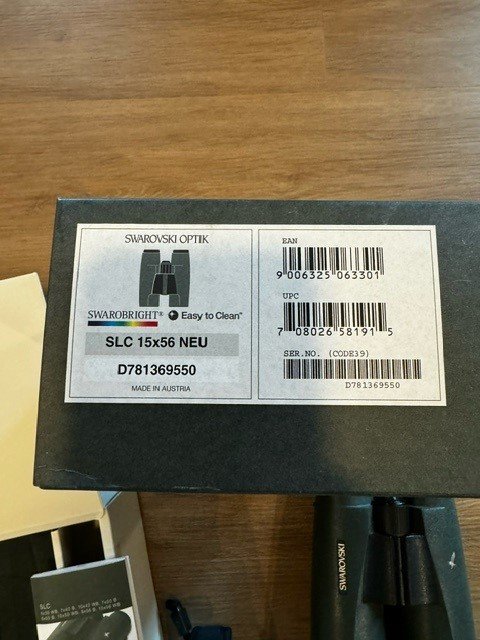 SWAROVSKI OPTIK
SWAROBRIGHT® Easy to Clean™
SLC 15x56 NEU
D781369550
MADE IN AUSTRIA
EAN
9 006325 063301
UPC
7 08026 58191 5
SER.NO. (CODE39)
D781369550
SWAROVSKI
SLC